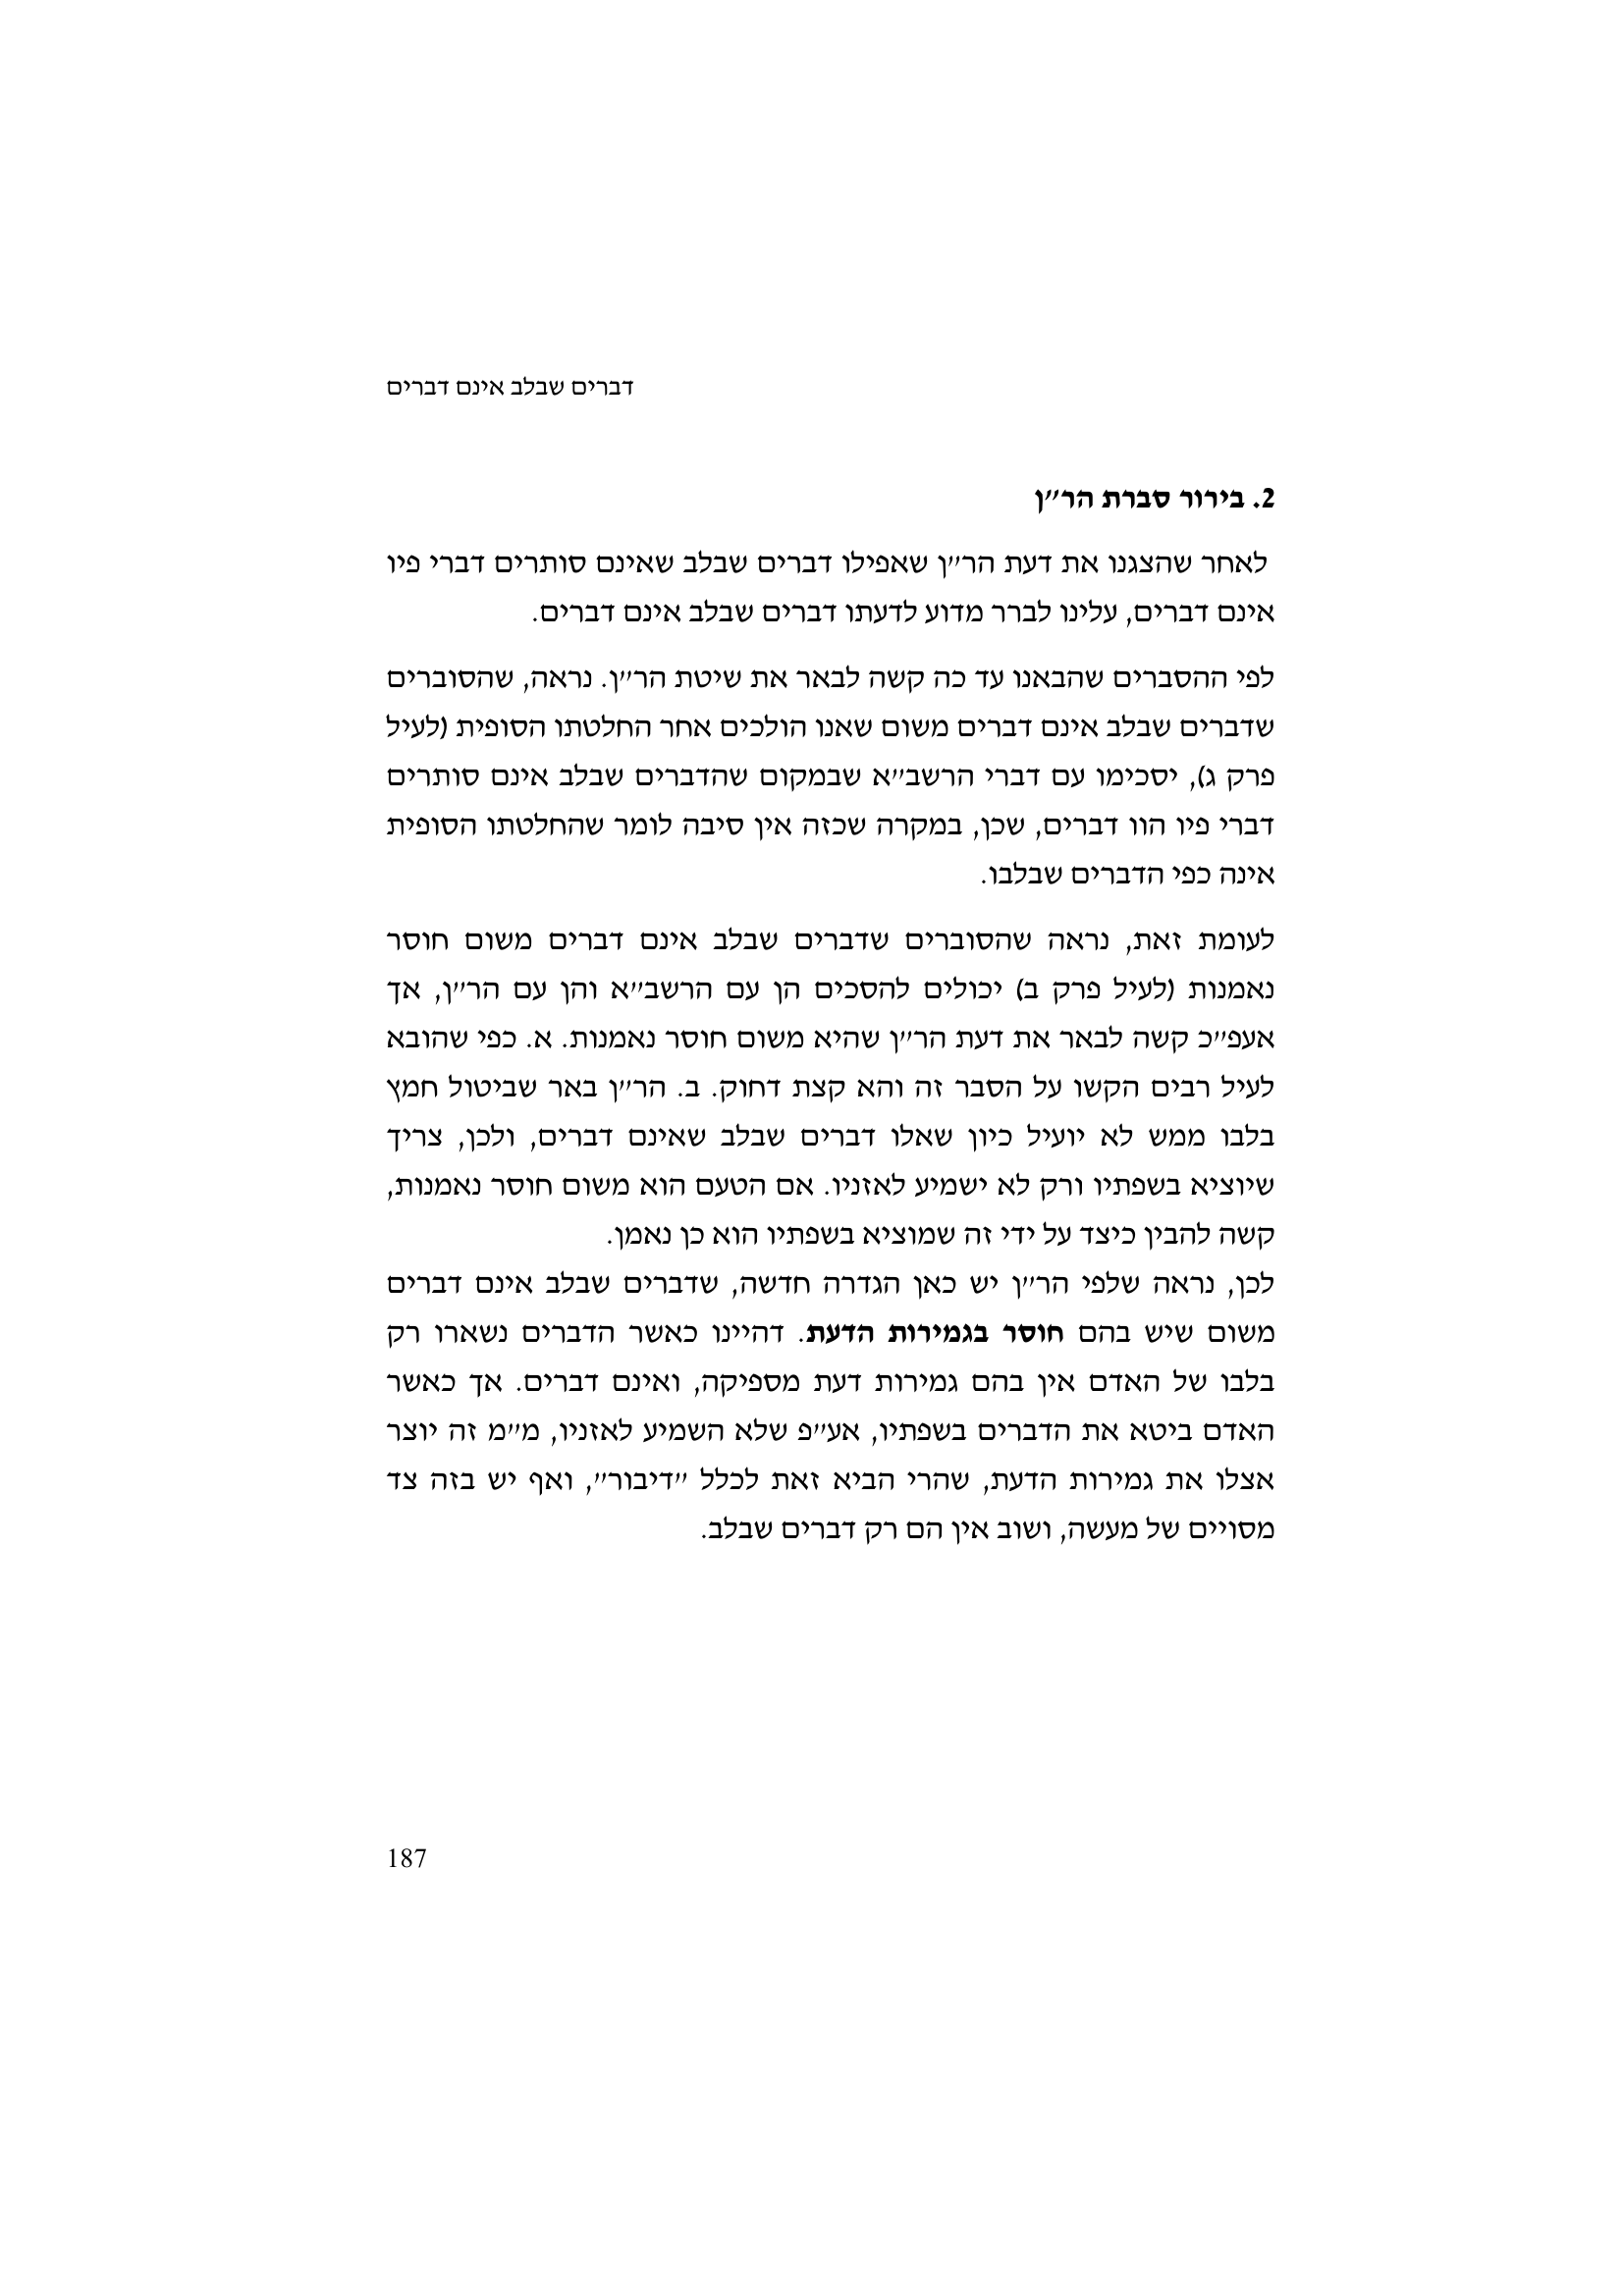 דברים שבלב אינם דברים
2. בירור סברת הר״ן
לאחר שהצגנו את דעת הר״ן שאפילו דברים שבלב שאינם סותרים דברי פיו
אינם דברים, עלינו לברר מדוע לדעתו דברים שבלב אינם דברים.
לפי ההסברים שהבאנו עד כה קשה לבאר את שיטת הר״ן. נראה, שהסוברים
שדברים שבלב אינם דברים משום שאנו הולכים אחר החלטתו הסופית (לעיל
פרק ג), יסכימו עם דברי הרשב״א שבמקום שהדברים שבלב אינם סותרים
דברי פיו הוו דברים, שכן, במקרה שכזה אין סיבה לומר שהחלטתו הסופית
אינה כפי הדברים שבלבו.
לעומת זאת, נראה שהסוברים שדברים שבלב אינם דברים משום חוסר
נאמנות (לעיל פרק ב) יכולים להסכים הן עם הרשב״א והן עם הר״ן, אך
אעפ״כ קשה לבאר את דעת הר״ן שהיא משום חוסר נאמנות. א. כפי שהובא
לעיל רבים הקשו על הסבר זה והא קצת דחוק. ב. הר״ן באר שביטול חמץ
בלבו ממש לא יועיל כיון שאלו דברים שבלב שאינם דברים, ולכן, צריך
שיוציא בשפתיו ורק לא ישמיע לאזניו. אם הטעם הוא משום חוסר נאמנות,
קשה להבין כיצד על ידי זה שמוציא בשפתיו הוא כן נאמן.
לכן, נראה שלפי הר״ן יש כאן הגדרה חדשה, שדברים שבלב אינם דברים
משום שיש בהם חוסר בגמירות הדעת. דהיינו כאשר הדברים נשארו רק
בלבו של האדם אין בהם גמירות דעת מספיקה, ואינם דברים. אך כאשר
האדם ביטא את הדברים בשפתיו, אע״פ שלא השמיע לאזניו, מ״מ זה יוצר
אצלו את גמירות הדעת, שהרי הביא זאת לכלל ״דיבור״, ואף יש בזה צד
מסויים של מעשה, ושוב אין הם רק דברים שבלב.
187